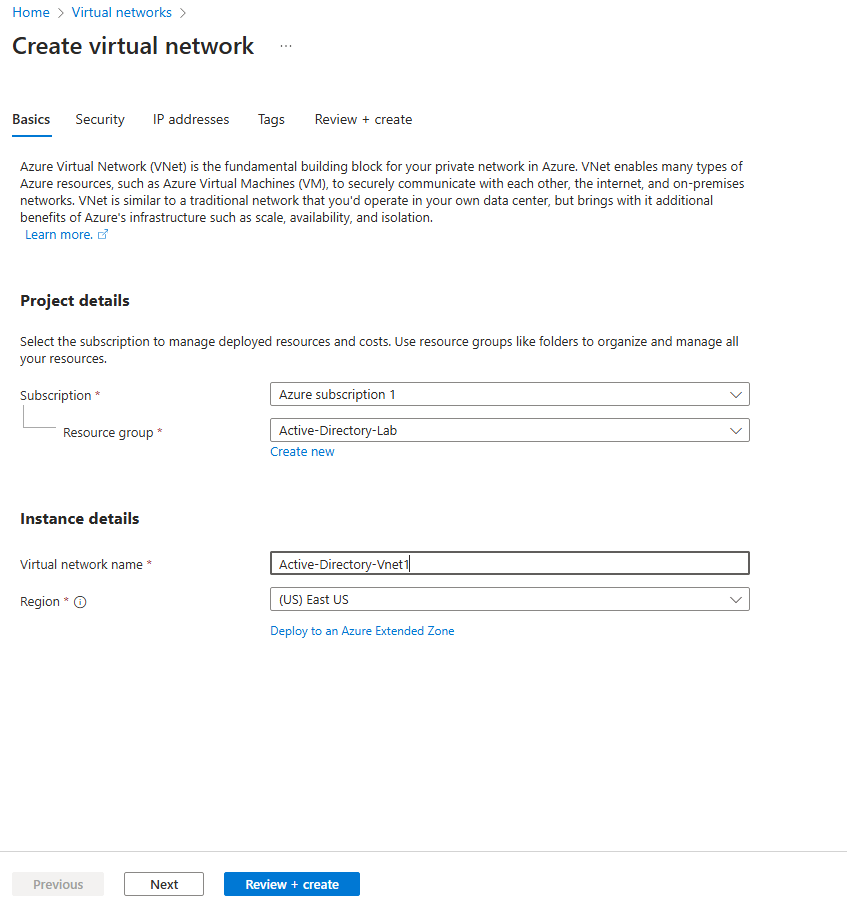 Home > Virtual networks >
Create virtual network ...
Basics Security IP addresses Tags Review + create
Azure Virtual Network (VNet) is the fundamental building block for your private network in Azure. VNet enables many types of
Azure resources, such as Azure Virtual Machines (VM), to securely communicate with each other, the internet, and on-premises
networks. VNet is similar to a traditional network that you'd operate in your own data center, but brings with it additional
benefits of Azure's infrastructure such as scale, availability, and isolation.
Learn more.
Project details
Select the subscription to manage deployed resources and costs. Use resource groups like folders to organize and manage all
your resources.
Subscription * Azure subscription 1
Resource group * Active-Directory-Lab
Create new
Instance details
Virtual network name * Active-Directory-Vnet1
Region * (US) East US
Deploy to an Azure Extended Zone
Previous Next Review + create